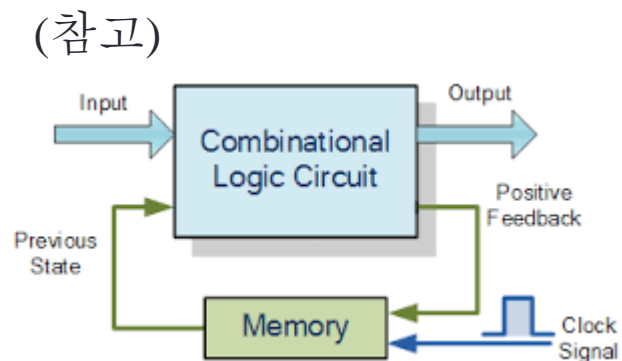 (참고)
Input
Output
Combinational
Logic Circuit
Positive
Feedback
Previous
State
Memory
Clock
Signal